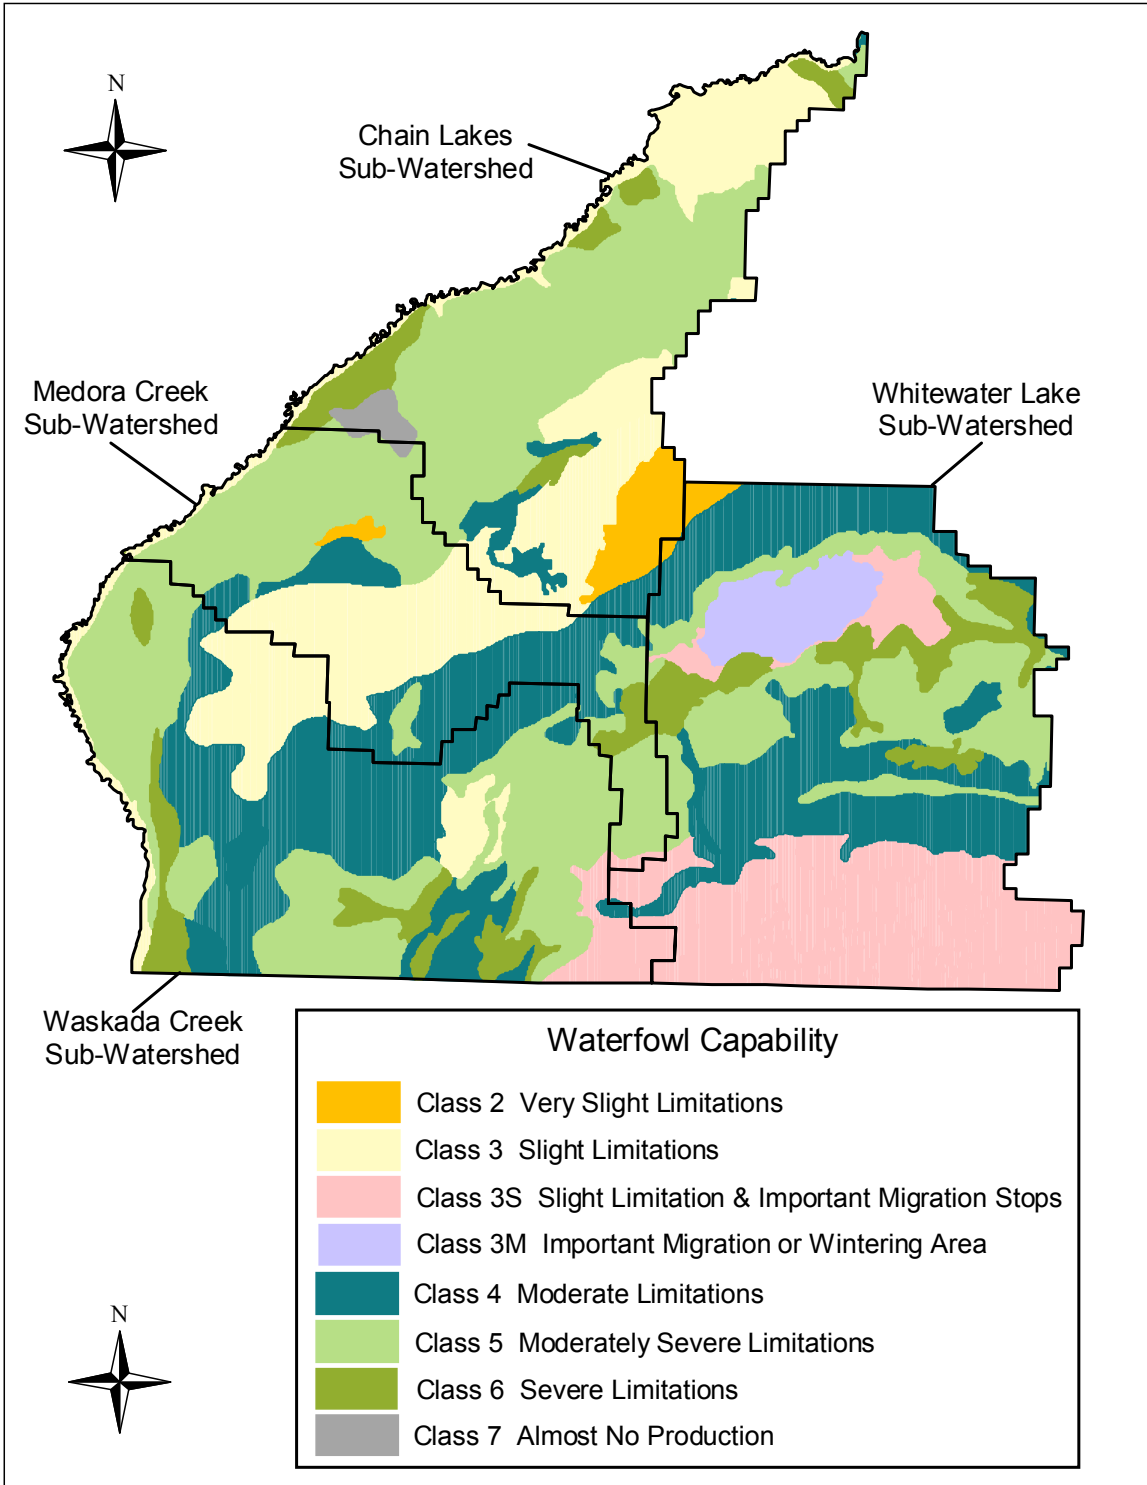 N
Chain Lakes
Sub-Watershed
Medora Creek
Sub-Watershed
Whitewater Lake
Sub-Watershed
Waskada Creek
Sub-Watershed
Waterfowl Capability
Class 2 Very Slight Limitations
Class 3 Slight Limitations
Class 3S Slight Limitation & Important Migration Stops
Class 3M Important Migration or Wintering Area
Class 4 Moderate Limitations
Class 5 Moderately Severe Limitations
Class 6 Severe Limitations
Class 7 Almost No Production
N